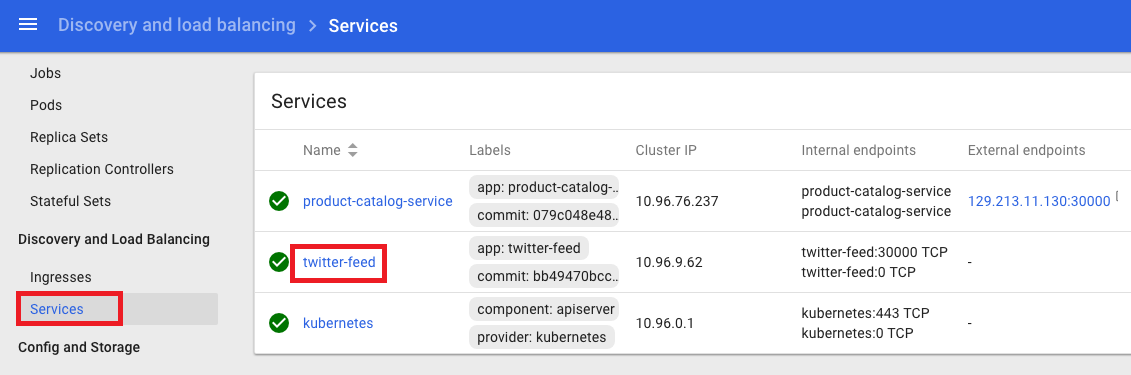 Discovery and load balancing > Services
Jobs
Pods
Replica Sets
Replication Controllers
Stateful Sets
Discovery and Load Balancing
Ingresses
Services
Config and Storage
Services
Name Labels Cluster IP Internal endpoints External endpoints
product-catalog-service app: product-catalog-.. 10.96.76.237 product-catalog-service 129.213.11.130:30000
commit: 079c048e48.. product-catalog-service
twitter-feed app: twitter-feed 10.96.9.62 twitter-feed:30000 TCP -
commit: bb49470bcc.. twitter-feed:0 TCP
kubernetes component: apiserver 10.96.0.1 kubernetes:443 TCP -
provider: kubernetes kubernetes:0 TCP